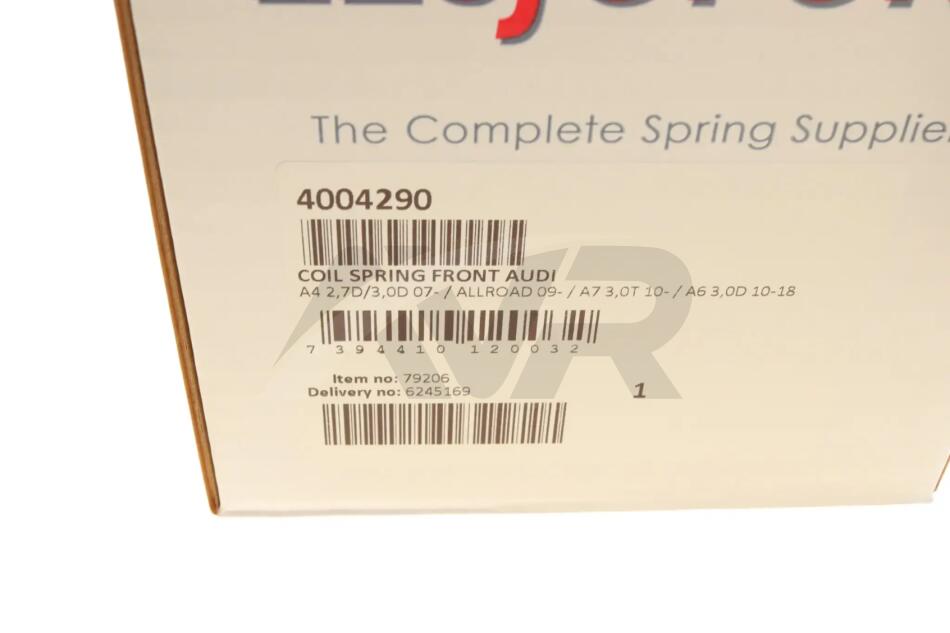 The Complete Spring Supplier
4004290
COIL SPRING FRONT AUDI
A4 2,7D/3,0D 07- / ALLROAD 09- / A7 3,0T 10- / A6 3,0D 10-18
7 394410 120032
Item no: 79206
Delivery no: 6245169
1